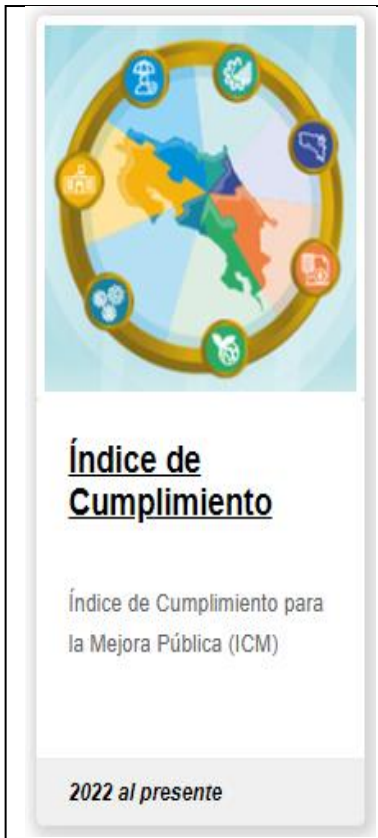 Índice de
Cumplimiento
Índice de Cumplimiento para
la Mejora Pública (ICM)
2022 al presente